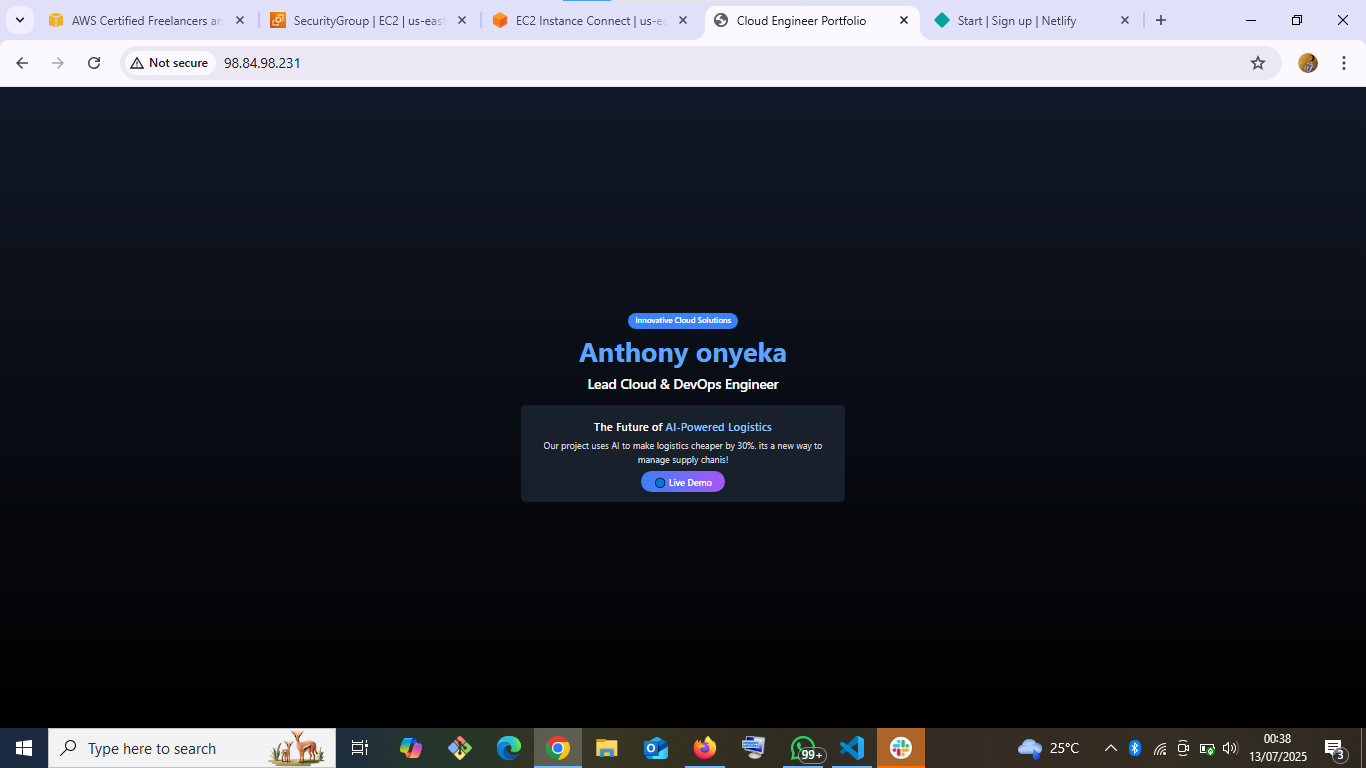 AWS Certified Freelancers an
SecurityGroup | EC2 | us-east
EC2 Instance Connect | us-ea
Cloud Engineer Portfolio
Start | Sign up | Netlify
Not secure
98.84.98.231
Innovative Cloud Solutions
Anthony onyeka
Lead Cloud & DevOps Engineer
The Future of AI-Powered Logistics
Our project uses AI to make logistics cheaper by 30%. its a new way to
manage supply chanis!
Live Demo
Type here to search
99+
25°C
00:38
13/07/2025
3